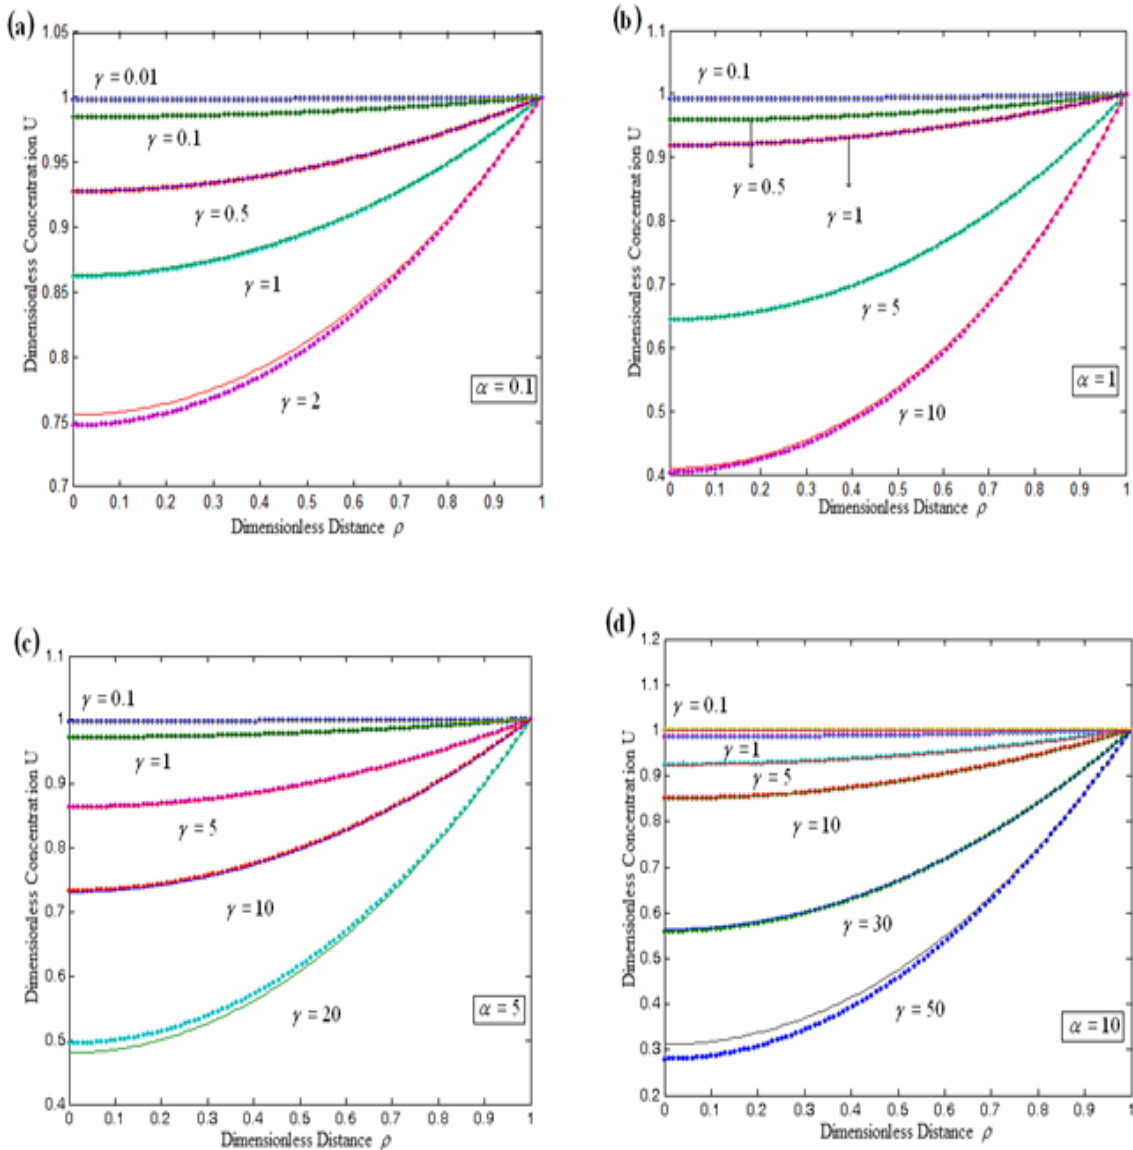 (a)
1.05
1
0.95
0.9
0.85
0.8
0.75
0.7
Dimensionless Concentration U
γ = 0.01
γ = 0.1
γ = 0.5
γ = 1
γ = 2
α = 0.1
0 0.1 0.2 0.3 0.4 0.5 0.6 0.7 0.8 0.9 1
Dimensionless Distance ρ
(b)
1.1
1
0.9
0.8
0.7
0.6
0.5
0.4
Dimensionless Concentration U
γ = 0.1
γ = 0.5
γ = 1
γ = 5
γ = 10
α = 1
0 0.1 0.2 0.3 0.4 0.5 0.6 0.7 0.8 0.9 1
Dimensionless Distance ρ
(c)
1.1
1
0.9
0.8
0.7
0.6
0.5
0.4
Dimensionless Concentration U
γ = 0.1
γ = 1
γ = 5
γ = 10
γ = 20
α = 5
0 0.1 0.2 0.3 0.4 0.5 0.6 0.7 0.8 0.9 1
Dimensionless Distance ρ
(d)
1.2
1.1
1
0.9
0.8
0.7
0.6
0.5
0.4
0.3
0.2
Dimensionless Concentration U
γ = 0.1
γ = 1
γ = 5
γ = 10
γ = 30
γ = 50
α = 10
0 0.1 0.2 0.3 0.4 0.5 0.6 0.7 0.8 0.9 1
Dimensionless Distance ρ